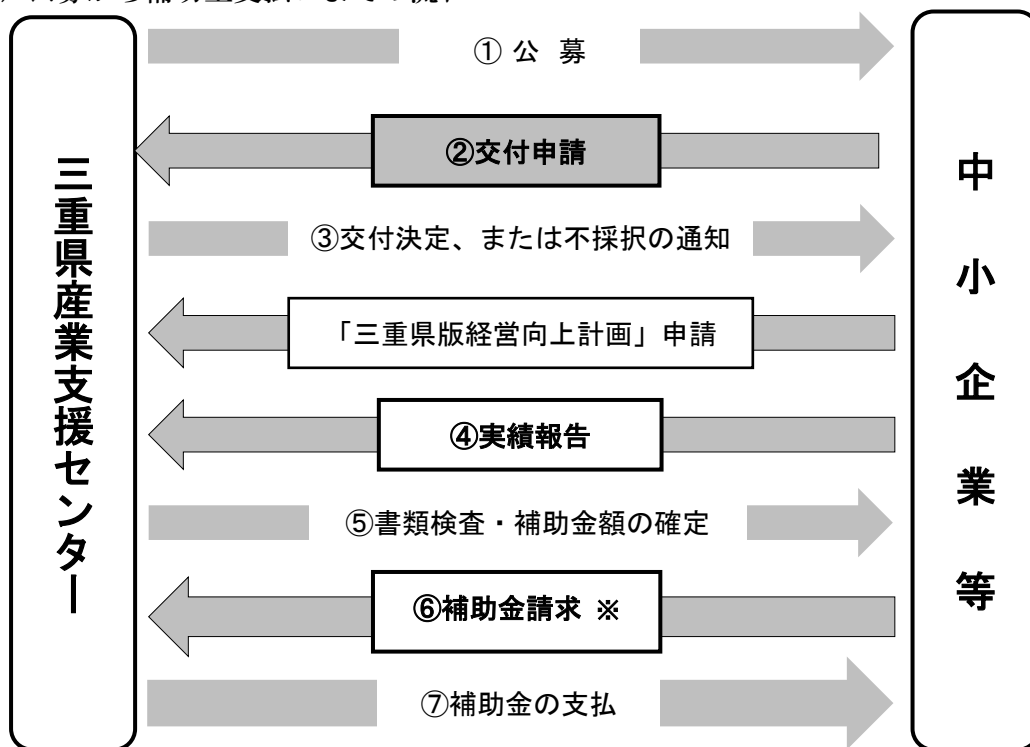 三重県産業支援センター
① 公 募
②交付申請
③交付決定、または不採択の通知
「三重県版経営向上計画」申請
④実績報告
⑤書類検査・補助金額の確定
⑥補助金請求 ※
⑦補助金の支払
中小企業等